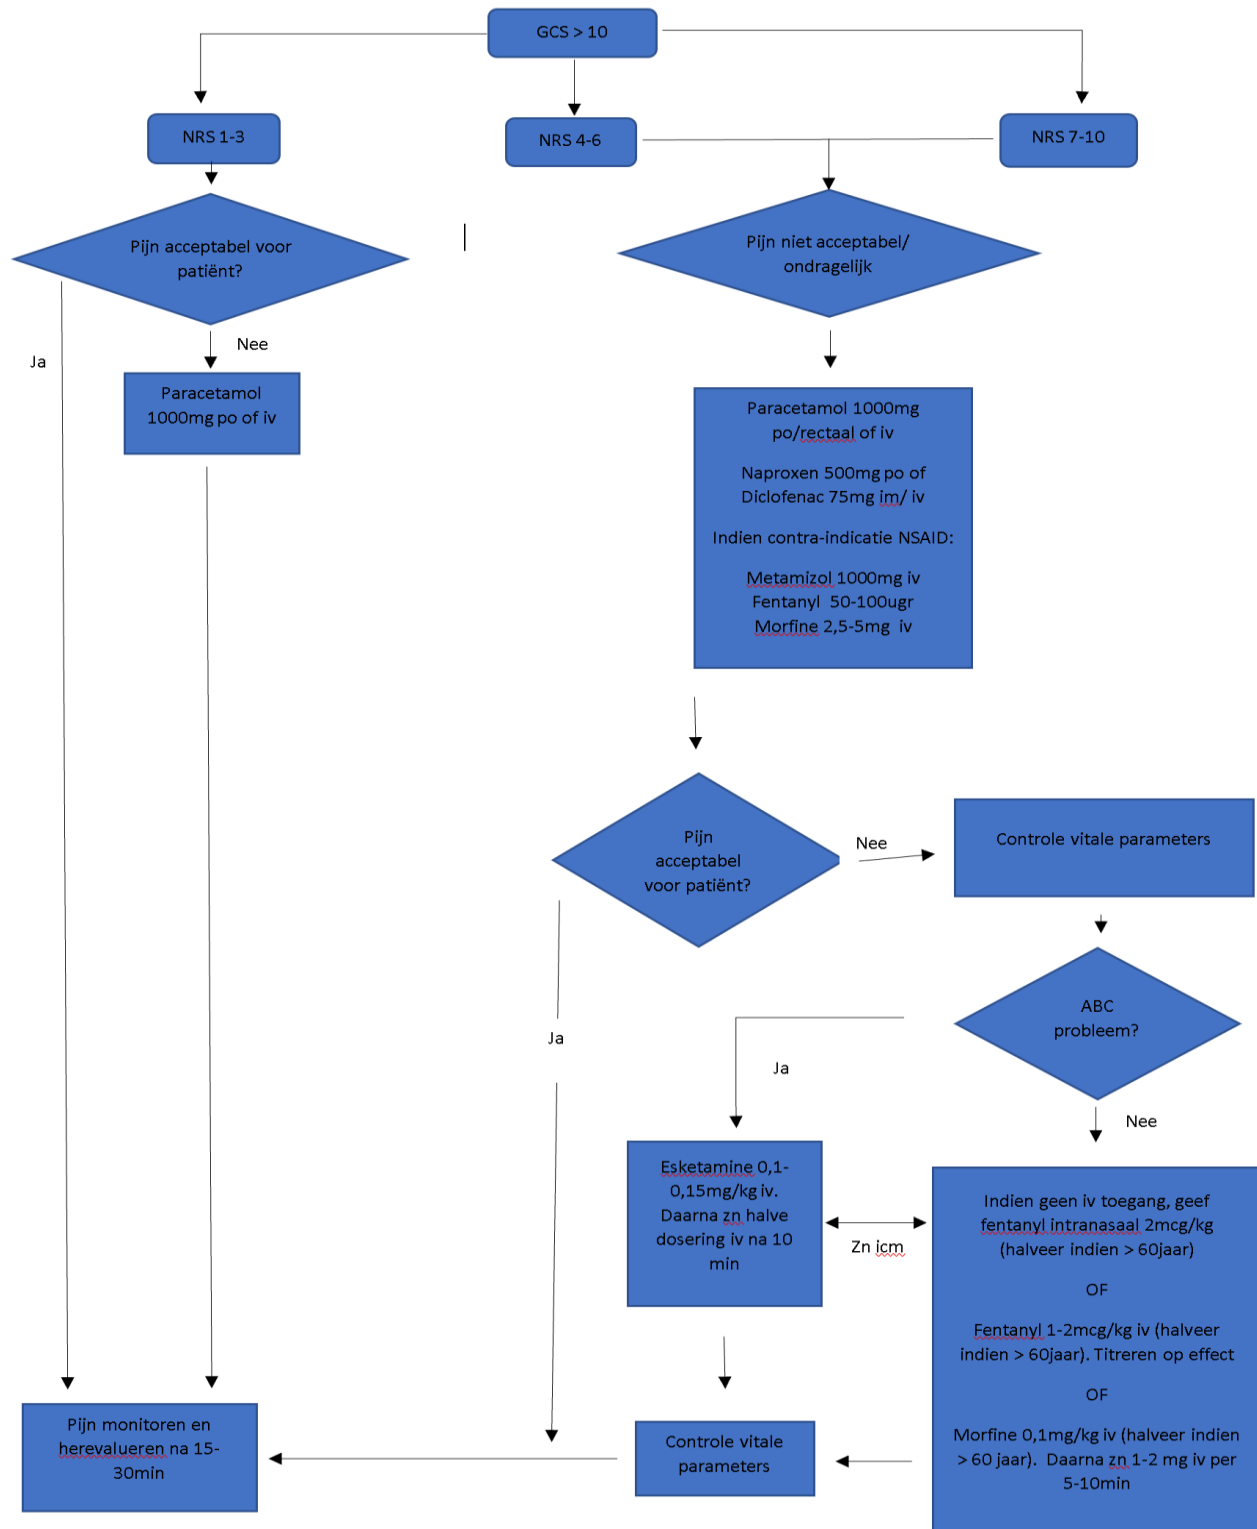 GCS > 10
NRS 1-3
NRS 4-6
NRS 7-10
Pijn acceptabel voor
patiënt?
Pijn niet acceptabel/
ondragelijk
Ja
Nee
Paracetamol
1000mg po of iv
Paracetamol 1000mg
po/rectaal of iv
Naproxen 500mg po of
Diclofenac 75mg im/ iv
Indien contra-indicatie NSAID:
Metamizol 1000mg iv
Fentanyl 50-100ugr
Morfine 2,5-5mg iv
Pijn
acceptabel
voor patiënt?
Nee
Controle vitale parameters
ABC
probleem?
Ja
Ja
Nee
Esketamine 0,1-
0,15mg/kg iv.
Daarna zn halve
dosering iv na 10
min
Zn icm
Indien geen iv toegang, geef
fentanyl intranasaal 2mcg/kg
(halveer indien > 60jaar)
OF
Fentanyl 1-2mcg/kg iv (halveer
indien > 60jaar). Titreren op effect
OF
Morfine 0,1mg/kg iv (halveer indien
> 60 jaar). Daarna zn 1-2 mg iv per
5-10min
Pijn monitoren en
herevalueren na 15-
30min
Controle vitale
parameters